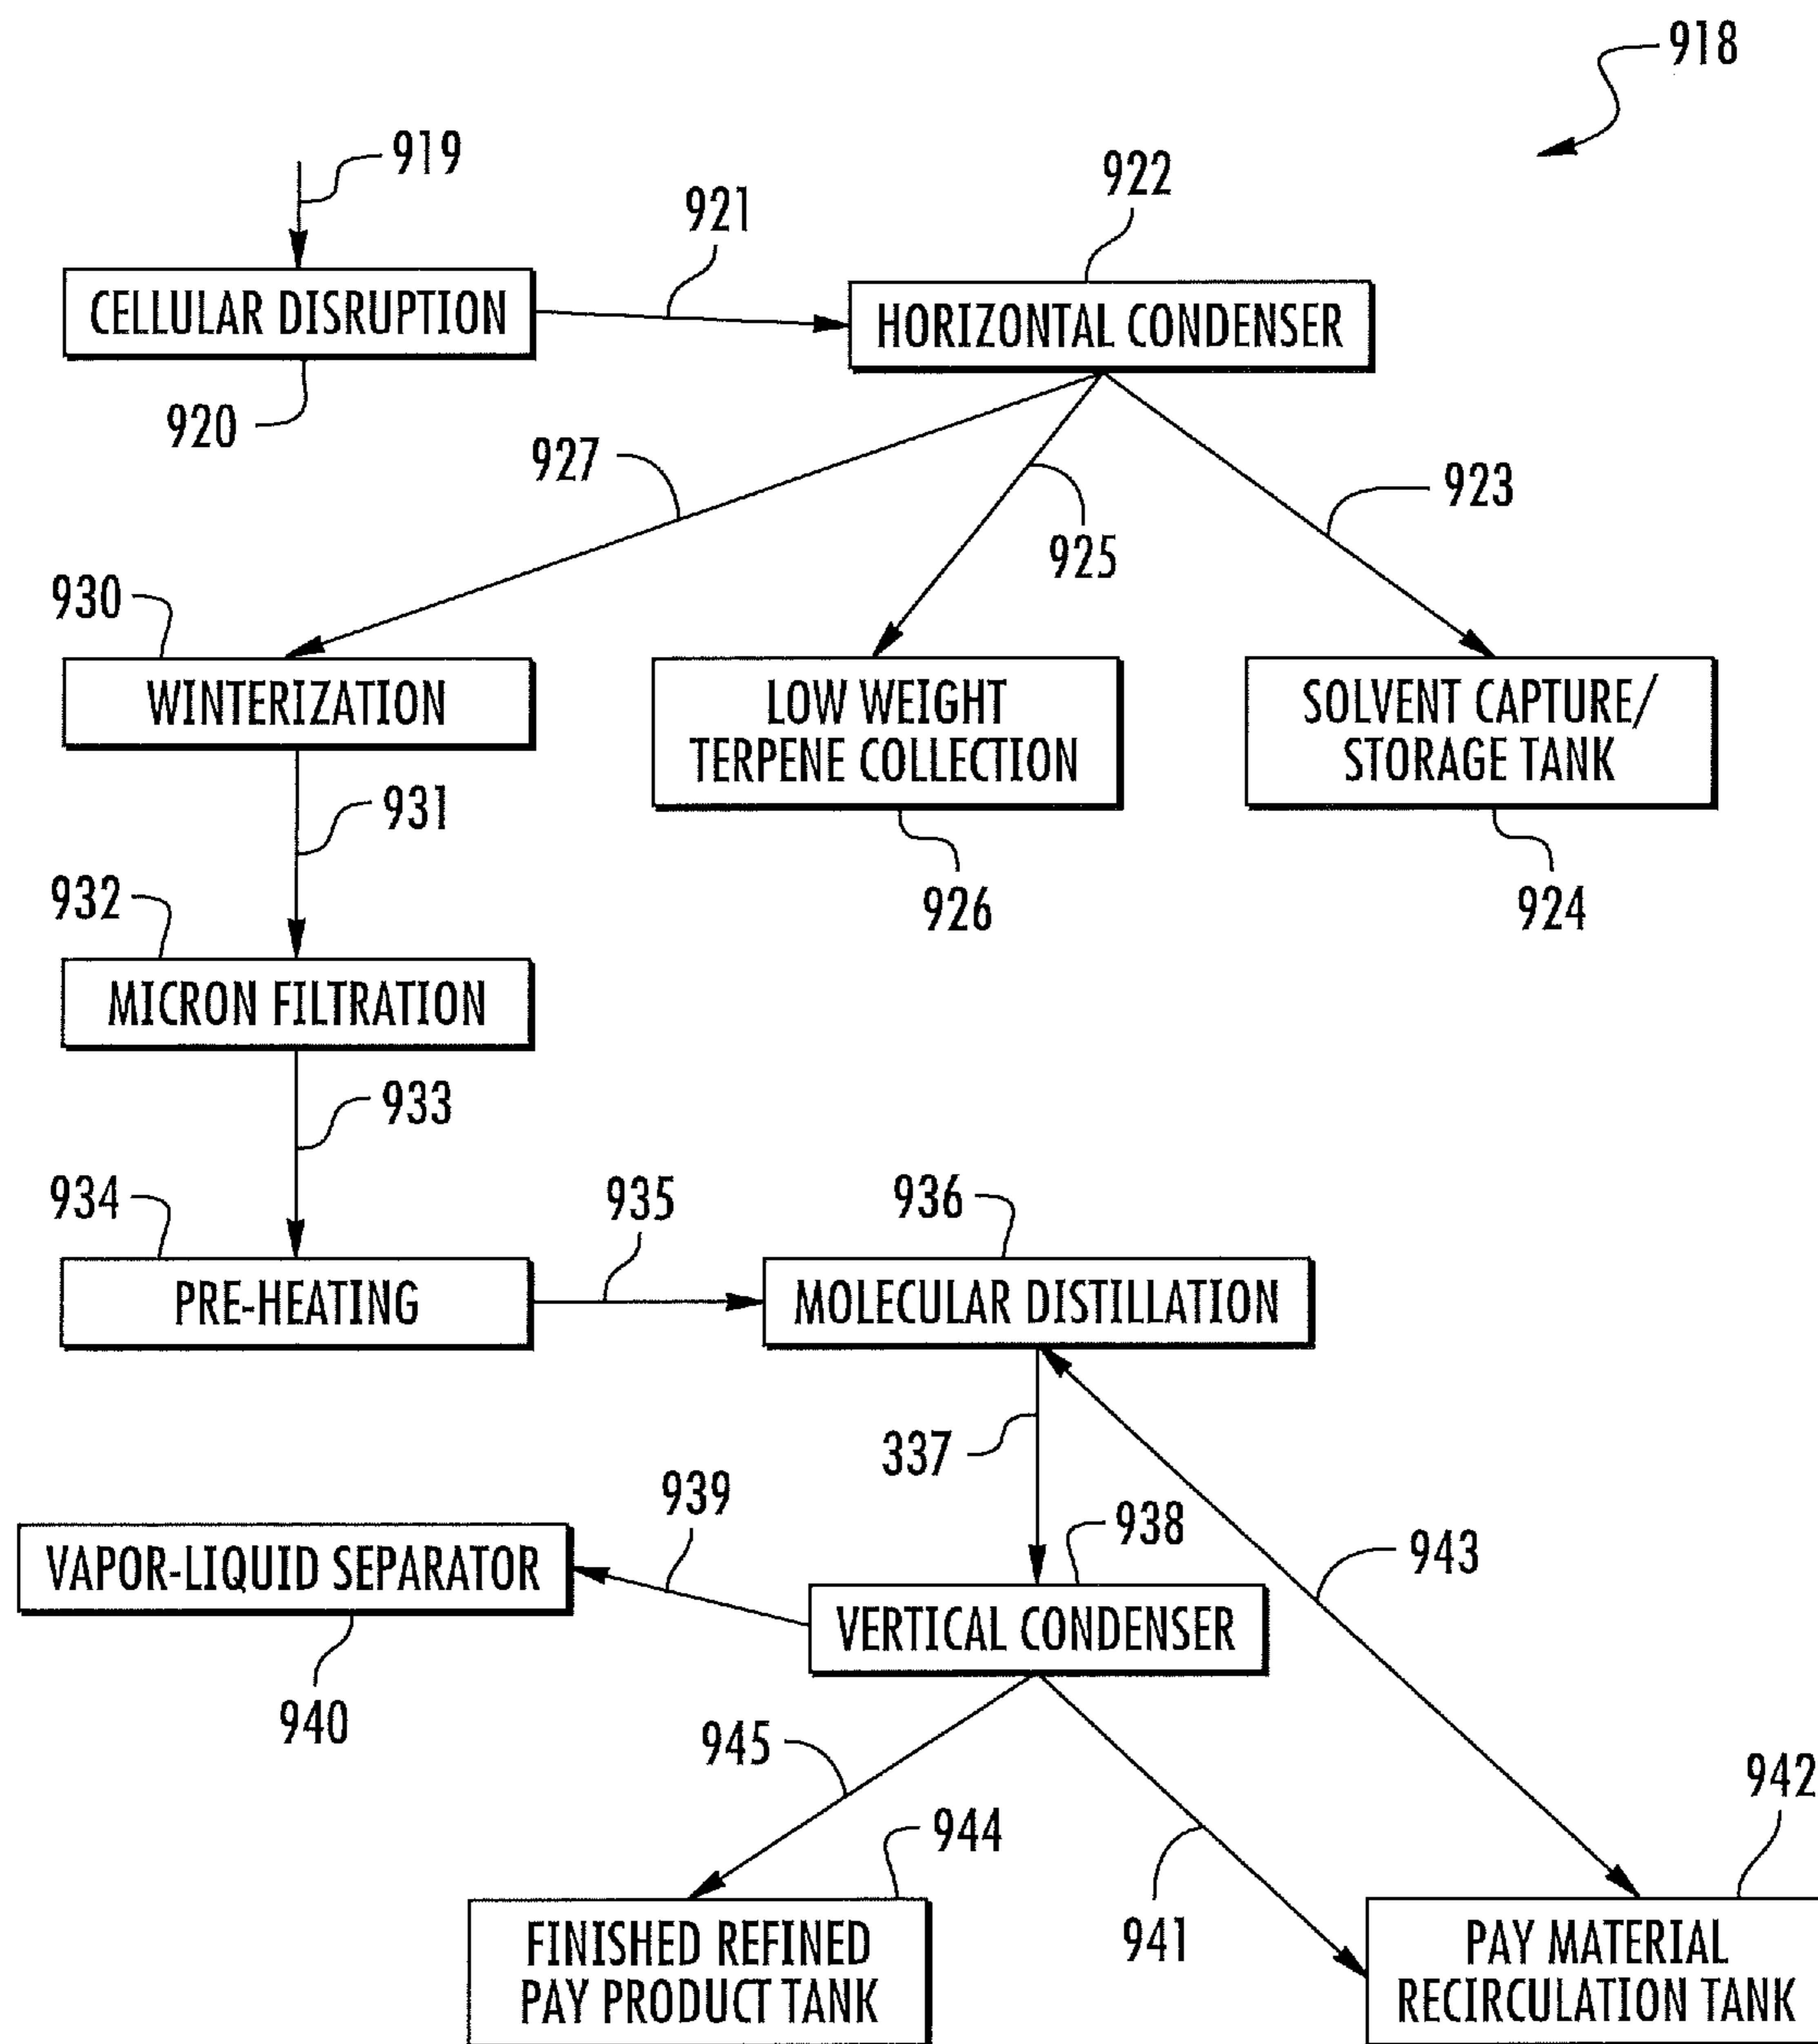 918
919
921
922
CELLULAR DISRUPTION
HORIZONTAL CONDENSER
920
927
925
923
930
WINTERIZATION
LOW WEIGHT
TERPENE COLLECTION
SOLVENT CAPTURE/
STORAGE TANK
931
926
924
932
MICRON FILTRATION
933
934
935
936
PRE-HEATING
MOLECULAR DISTILLATION
337
939
938
943
VAPOR-LIQUID SEPARATOR
VERTICAL CONDENSER
940
945
942
944
941
FINISHED REFINED
PAY PRODUCT TANK
PAY MATERIAL
RECIRCULATION TANK